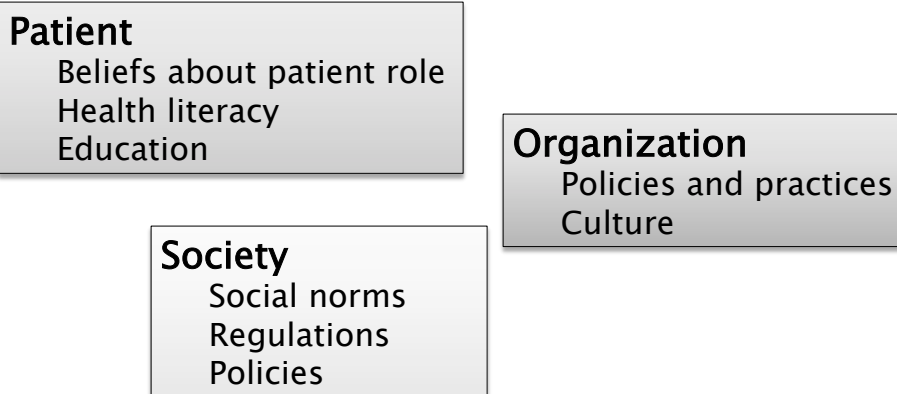 Patient
Beliefs about patient role
Health literacy
Education
Organization
Policies and practices
Culture
Society
Social norms
Regulations
Policies